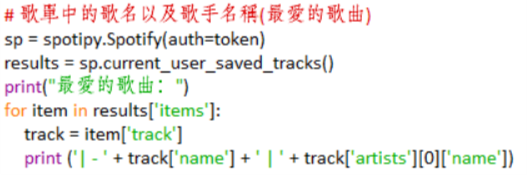 # 歌單中的歌名以及歌手名稱(最愛的歌曲)
sp = spotipy.Spotify(auth=token)
results = sp.current_user_saved_tracks()
print("最愛的歌曲：")
for item in results['items']:
    track = item['track']
    print ('| - ' + track['name'] + ' | ' + track['artists'][0]['name'])